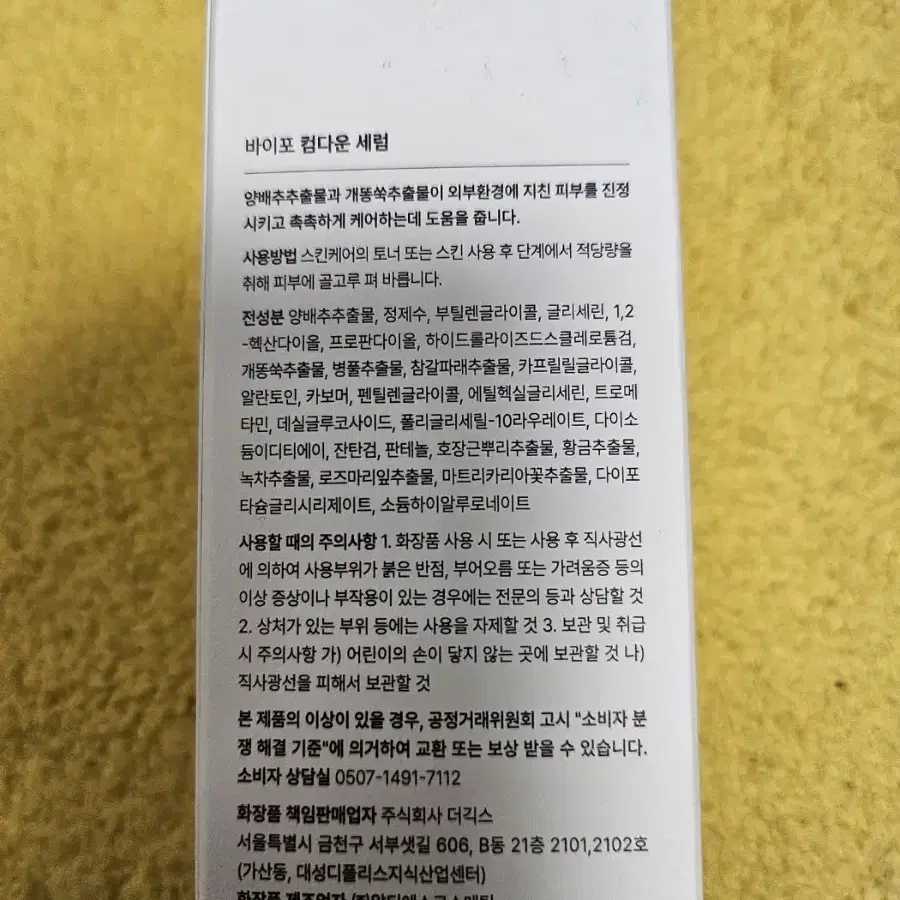 바이포 컴다운 세럼
양배추추출물과 개똥쑥추출물이 외부환경에 지친 피부를 진정
시키고 촉촉하게 케어하는데 도움을 줍니다.
사용방법 스킨케어의 토너 또는 스킨 사용 후 단계에서 적당량을
취해 피부에 골고루 펴 바릅니다.
전성분 양배추추출물, 정제수, 부틸렌글라이콜, 글리세린, 1,2
-헥산다이올, 프로판다이올, 하이드롤라이즈드스클레로튬검,
개똥쑥추출물, 병풀추출물, 참갈파래추출물, 카프릴릴글라이콜,
알란토인, 카보머, 펜틸렌글라이콜, 에틸헥실글리세린, 트로메
타민, 데실글루코사이드, 폴리글리세릴-10라우레이트, 다이소
듐이디티에이, 잔탄검, 판테놀, 호장근뿌리추출물, 황금추출물,
녹차추출물, 로즈마리잎추출물, 마트리카리아꽃추출물, 다이포
타슘글리시리제이트, 소듐하이알루로네이트
사용할 때의 주의사항 1. 화장품 사용 시 또는 사용 후 직사광선
에 의하여 사용부위가 붉은 반점, 부어오름 또는 가려움증 등의
이상 증상이나 부작용이 있는 경우에는 전문의 등과 상담할 것
2. 상처가 있는 부위 등에는 사용을 자제할 것 3. 보관 및 취급
시 주의사항 가) 어린이의 손이 닿지 않는 곳에 보관할 것 나)
직사광선을 피해서 보관할 것
본 제품의 이상이 있을 경우, 공정거래위원회 고시 "소비자 분
쟁 해결 기준"에 의거하여 교환 또는 보상 받을 수 있습니다.
소비자 상담실 0507-1491-7112
화장품 책임판매업자 주식회사 더긱스
서울특별시 금천구 서부샛길 606, B동 21층 2101,2102호
(가산동, 대성디폴리스지식산업센터)
화장품 제조업자